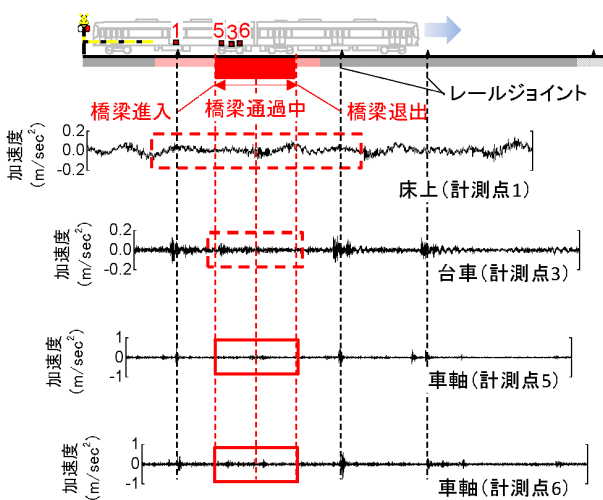 1 5 3 6
橋梁進入
橋梁通過中
橋梁退出
レールジョイント
加速度
(m/sec2)
0.2
0.0
-0.2
床上(計測点1)
加速度
(m/sec2)
0.2
0.0
-0.2
台車(計測点3)
加速度
(m/sec2)
1
0
-1
車軸(計測点5)
加速度
(m/sec2)
1
0
-1
車軸(計測点6)